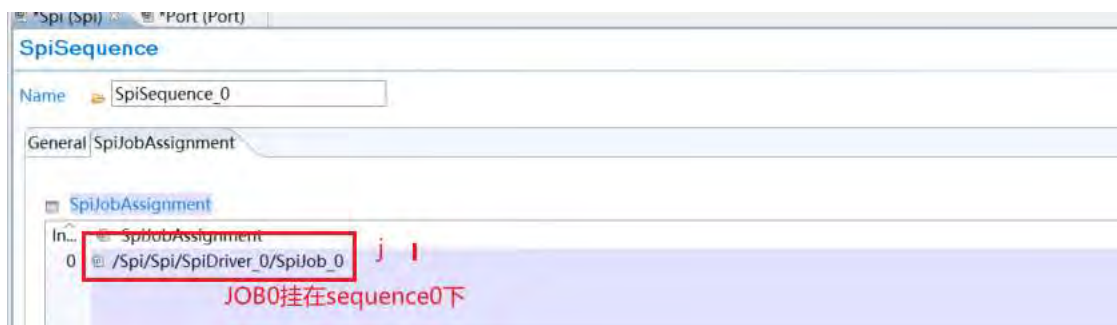 *Spi (Spi) *Port (Port)
SpiSequence
Name SpiSequence_0
General SpiJobAssignment
SpiJobAssignment
In... SpiJobAssignment
0 /Spi/Spi/SpiDriver_0/SpiJob_0 j
JOB0挂在sequence0下